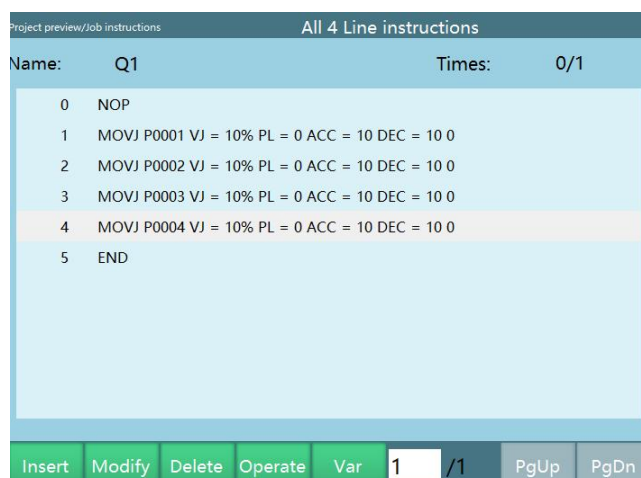 Project preview/Job instructions All 4 Line instructions
Name: Q1 Times: 0/1
0 NOP
1 MOVJ P0001 VJ = 10% PL = 0 ACC = 10 DEC = 10 0
2 MOVJ P0002 VJ = 10% PL = 0 ACC = 10 DEC = 10 0
3 MOVJ P0003 VJ = 10% PL = 0 ACC = 10 DEC = 10 0
4 MOVJ P0004 VJ = 10% PL = 0 ACC = 10 DEC = 10 0
5 END
Insert Modify Delete Operate Var 1 /1 PgUp PgDn